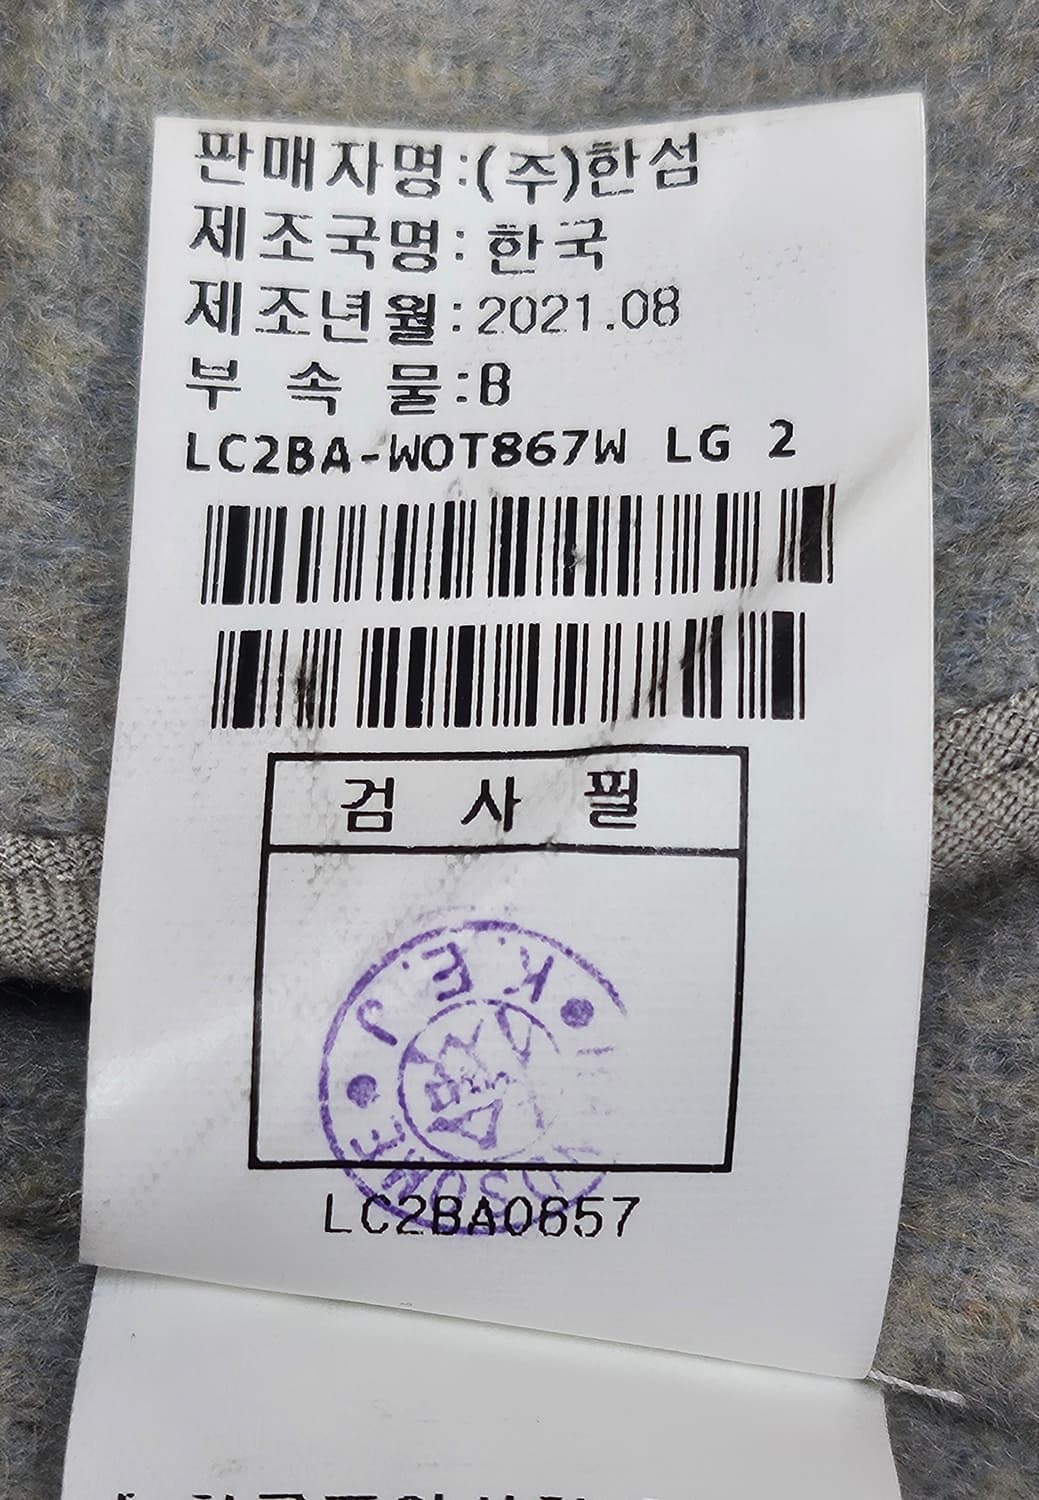 판매자명:(주)한섬
제조국명: 한국
제조년월:2021.08
부 속 물:B
LC2BA-WOT867W LG 2
검 사 필
J.E.K
LC2BA0657